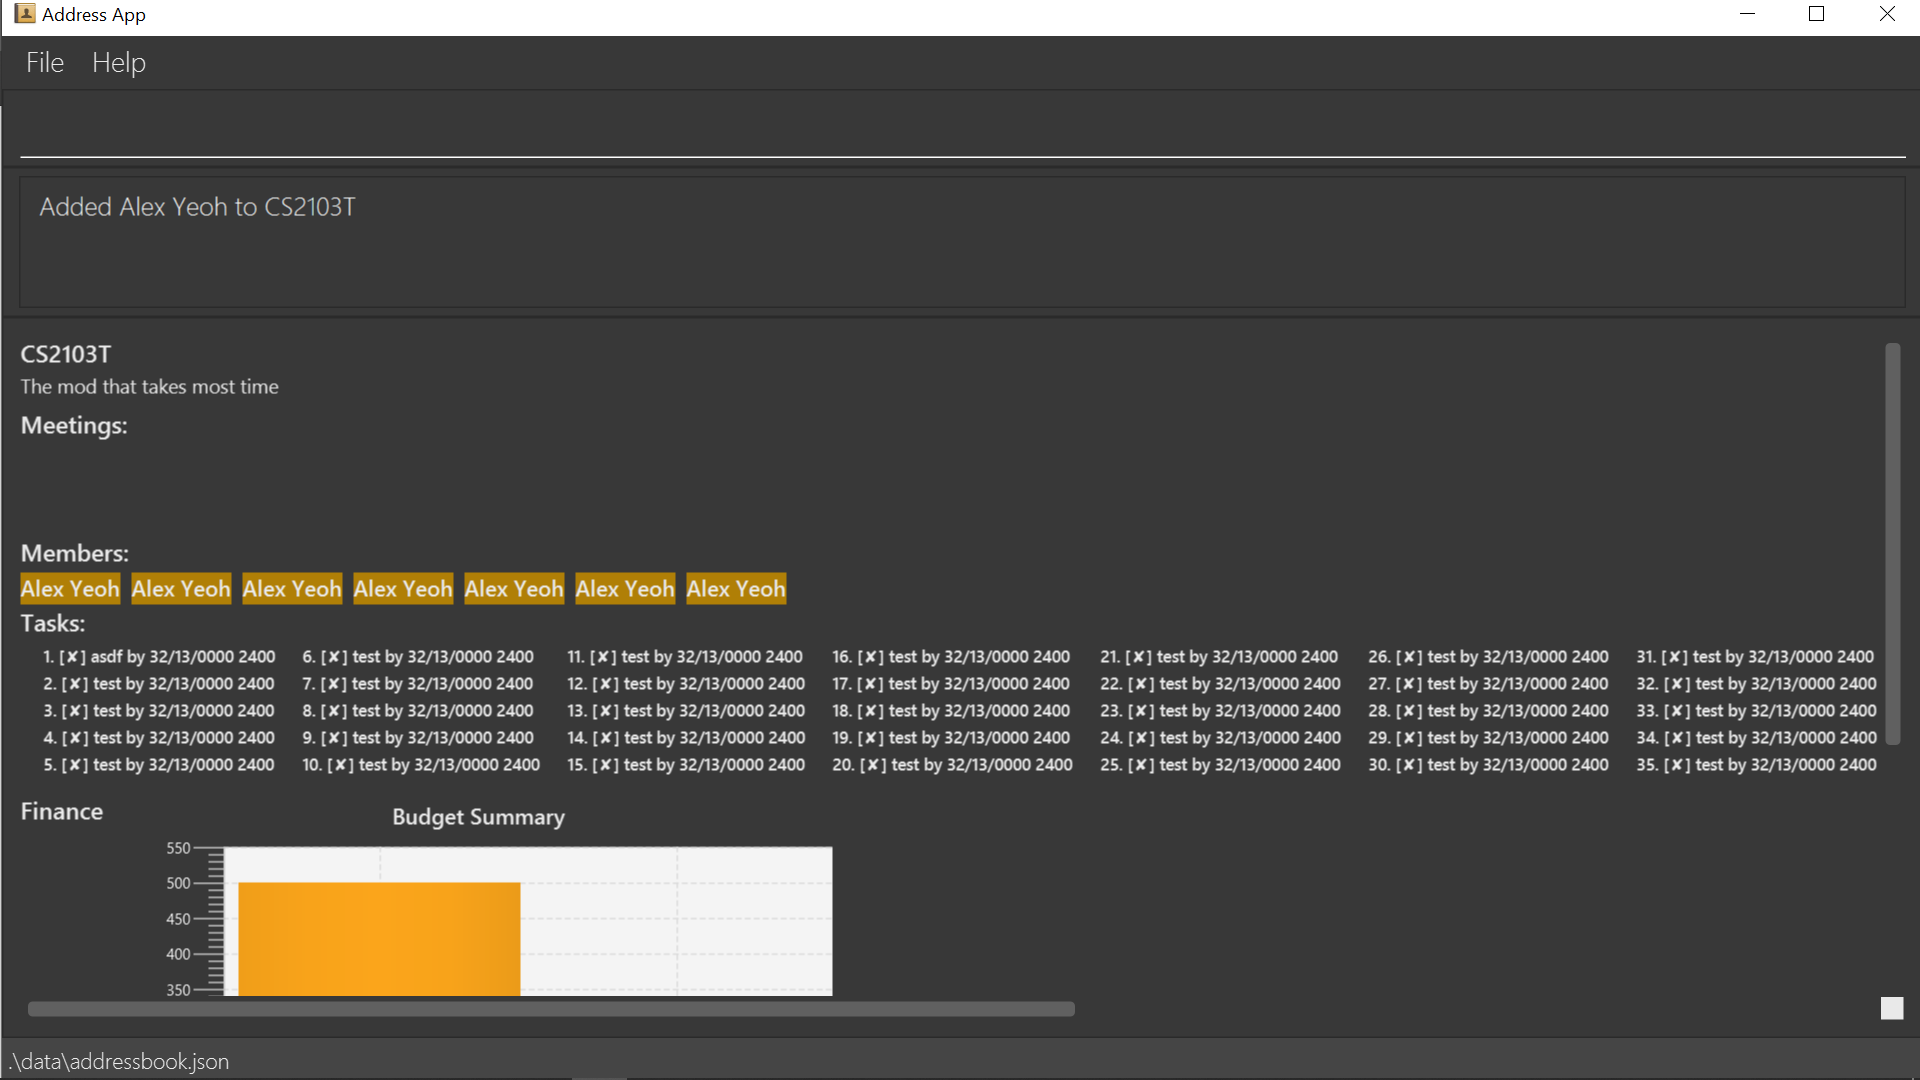 Address App
File Help
Added Alex Yeoh to CS2103T
CS2103T
The mod that takes most time
Meetings:
Members:
Alex Yeoh Alex Yeoh Alex Yeoh Alex Yeoh Alex Yeoh Alex Yeoh Alex Yeoh
Tasks:
1. [✘] asdf by 32/13/0000 2400 6. [✘] test by 32/13/0000 2400 11. [✘] test by 32/13/0000 2400 16. [✘] test by 32/13/0000 2400 21. [✘] test by 32/13/0000 2400 26. [✘] test by 32/13/0000 2400 31. [✘] test by 32/13/0000 2400
2. [✘] test by 32/13/0000 2400 7. [✘] test by 32/13/0000 2400 12. [✘] test by 32/13/0000 2400 17. [✘] test by 32/13/0000 2400 22. [✘] test by 32/13/0000 2400 27. [✘] test by 32/13/0000 2400 32. [✘] test by 32/13/0000 2400
3. [✘] test by 32/13/0000 2400 8. [✘] test by 32/13/0000 2400 13. [✘] test by 32/13/0000 2400 18. [✘] test by 32/13/0000 2400 23. [✘] test by 32/13/0000 2400 28. [✘] test by 32/13/0000 2400 33. [✘] test by 32/13/0000 2400
4. [✘] test by 32/13/0000 2400 9. [✘] test by 32/13/0000 2400 14. [✘] test by 32/13/0000 2400 19. [✘] test by 32/13/0000 2400 24. [✘] test by 32/13/0000 2400 29. [✘] test by 32/13/0000 2400 34. [✘] test by 32/13/0000 2400
5. [✘] test by 32/13/0000 2400 10. [✘] test by 32/13/0000 2400 15. [✘] test by 32/13/0000 2400 20. [✘] test by 32/13/0000 2400 25. [✘] test by 32/13/0000 2400 30. [✘] test by 32/13/0000 2400 35. [✘] test by 32/13/0000 2400
Finance
Budget Summary
550
500
450
400
350
.\data\addressbook.json